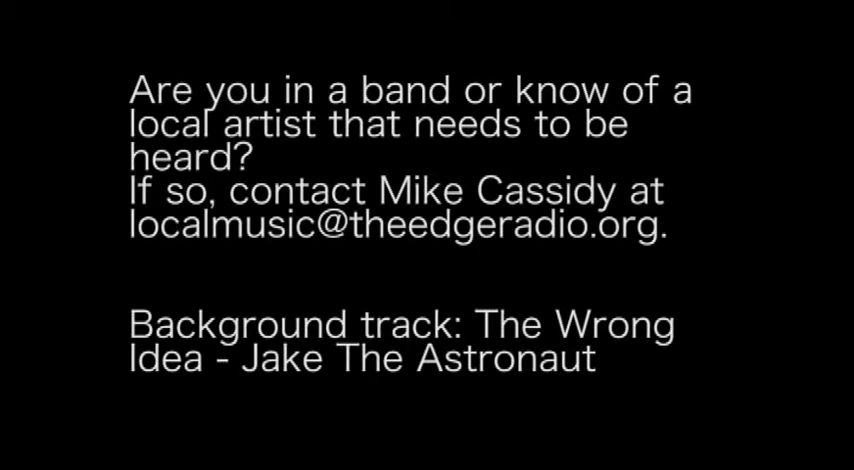 Are you in a band or know of a
local artist that needs to be
heard?
If so, contact Mike Cassidy at
localmusic@theedgeradio.org.
Background track: The Wrong
Idea - Jake The Astronaut